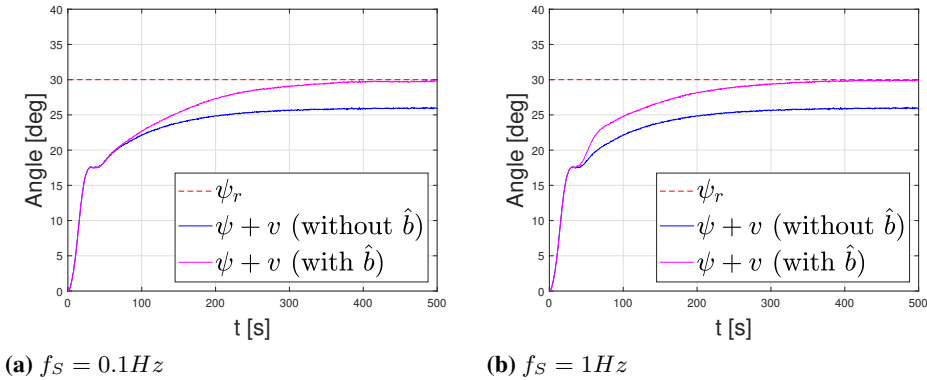 40
35
30
25
20
15
10
5
0
Angle [deg]
ψ_r
ψ + v (without b̂)
ψ + v (with b̂)
0 100 200 300 400 500
t [s]
(a) f_S = 0.1Hz
40
35
30
25
20
15
10
5
0
Angle [deg]
ψ_r
ψ + v (without b̂)
ψ + v (with b̂)
0 100 200 300 400 500
t [s]
(b) f_S = 1Hz